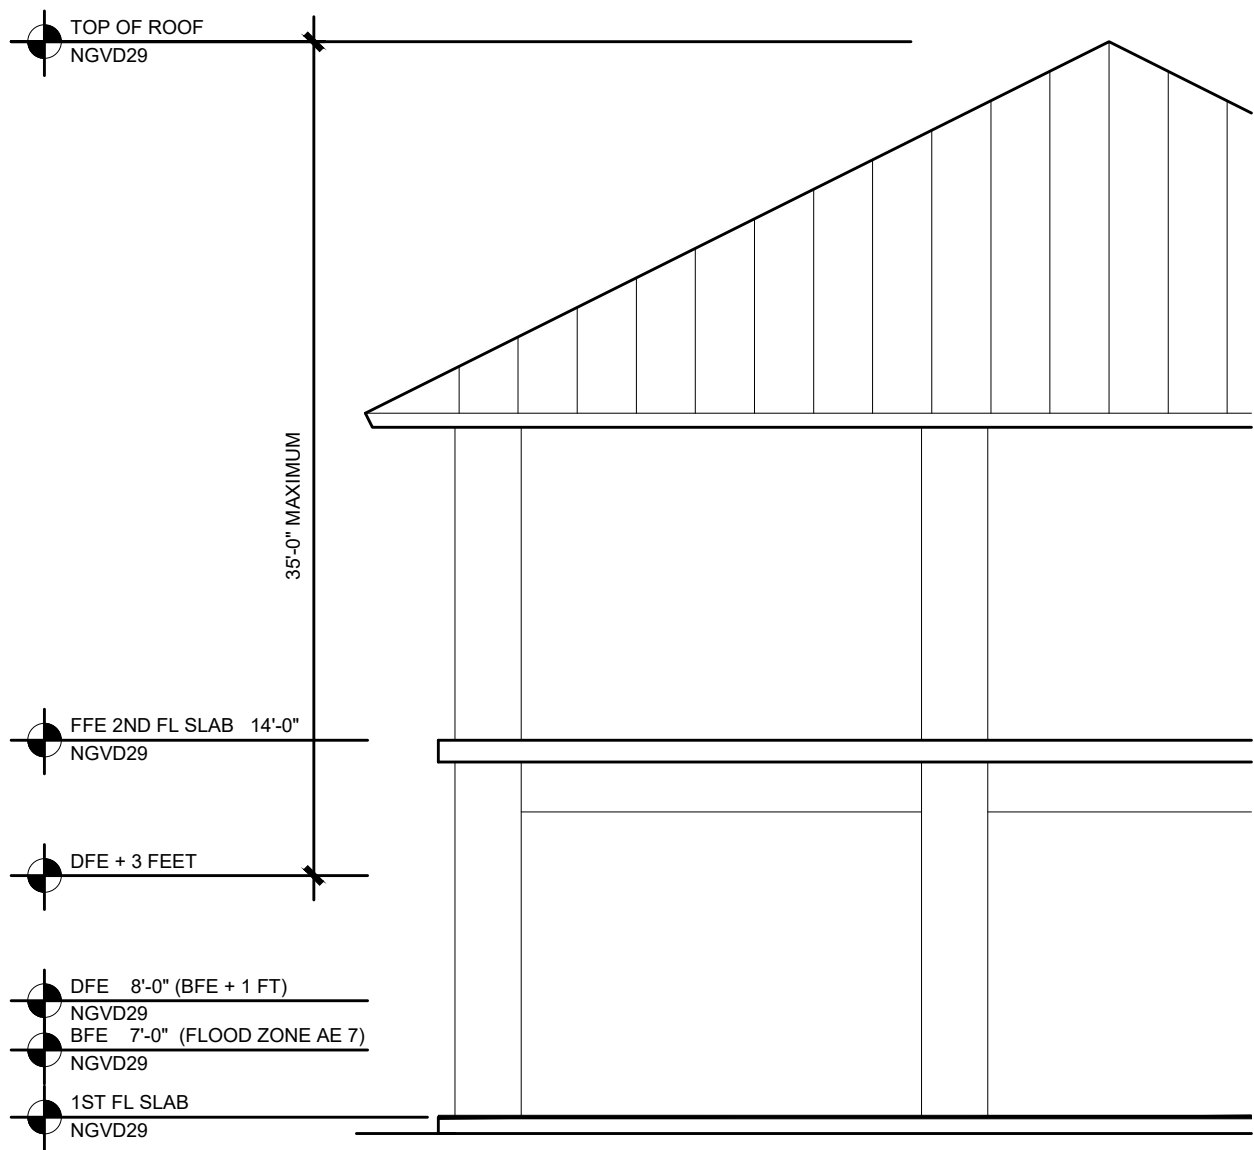 TOP OF ROOF
NGVD29
35'-0" MAXIMUM
FFE 2ND FL SLAB 14'-0"
NGVD29
DFE + 3 FEET
DFE 8'-0" (BFE + 1 FT)
NGVD29
BFE 7'-0" (FLOOD ZONE AE 7)
NGVD29
1ST FL SLAB
NGVD29